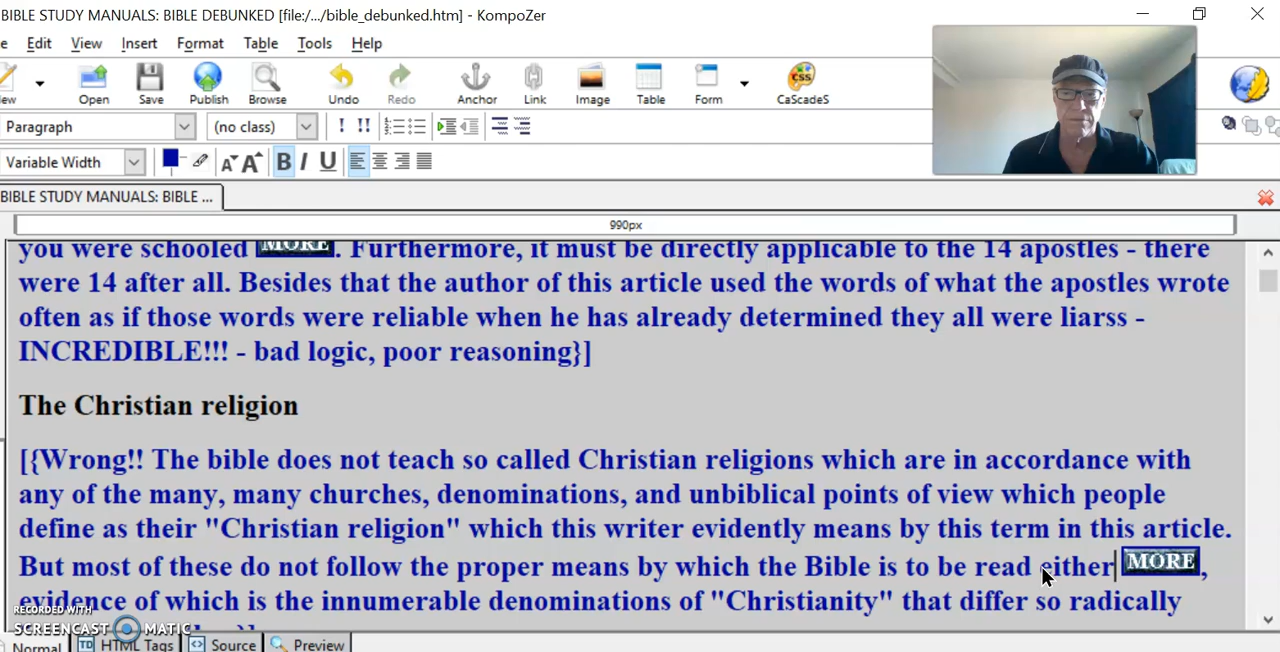 BIBLE STUDY MANUALS: BIBLE DEBUNKED [file:/.../bible_debunked.htm] - KompoZer
e Edit View Insert Format Table Tools Help
ew Open Save Publish Browse Undo Redo Anchor Link Image Table Form CaScadeS
Paragraph (no class) ! !!
Variable Width A A B I U
BIBLE STUDY MANUALS: BIBLE ...
990px
you were schooled MORE. Furthermore, it must be directly applicable to the 14 apostles - there
were 14 after all. Besides that the author of this article used the words of what the apostles wrote
often as if those words were reliable when he has already determined they all were liarss -
INCREDIBLE!!! - bad logic, poor reasoning}]
The Christian religion
[{Wrong!! The bible does not teach so called Christian religions which are in accordance with
any of the many, many churches, denominations, and unbiblical points of view which people
define as their "Christian religion" which this writer evidently means by this term in this article.
But most of these do not follow the proper means by which the Bible is to be read either MORE,
evidence of which is the innumerable denominations of "Christianity" that differ so radically
RECORDED WITH
SCREENCAST MATIC
Normal TD HTML Tags <> Source Preview